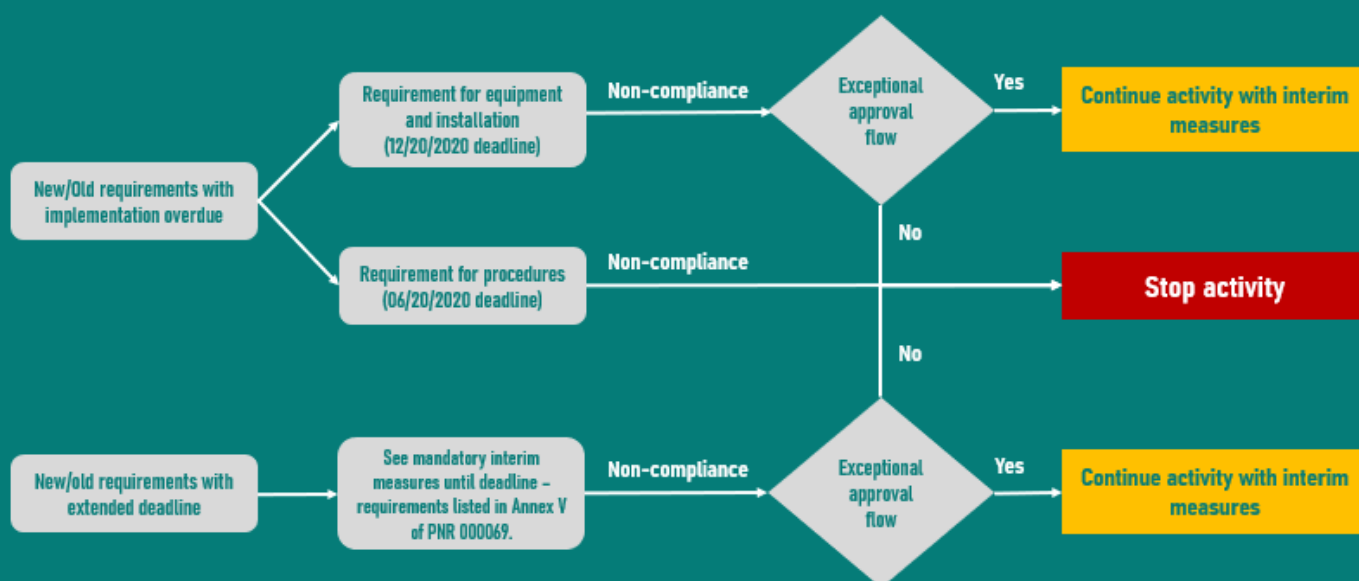 Requirement for equipment
and installation
(12/20/2020 deadline)
Non-compliance
Exceptional
approval
flow
Yes
Continue activity with interim
measures
New/Old requirements with
implementation overdue
No
Requirement for procedures
(06/20/2020 deadline)
Non-compliance
Stop activity
No
New/old requirements with
extended deadline
See mandatory interim
measures until deadline –
requirements listed in Annex V
of PNR 000069.
Non-compliance
Exceptional
approval
flow
Yes
Continue activity with interim
measures